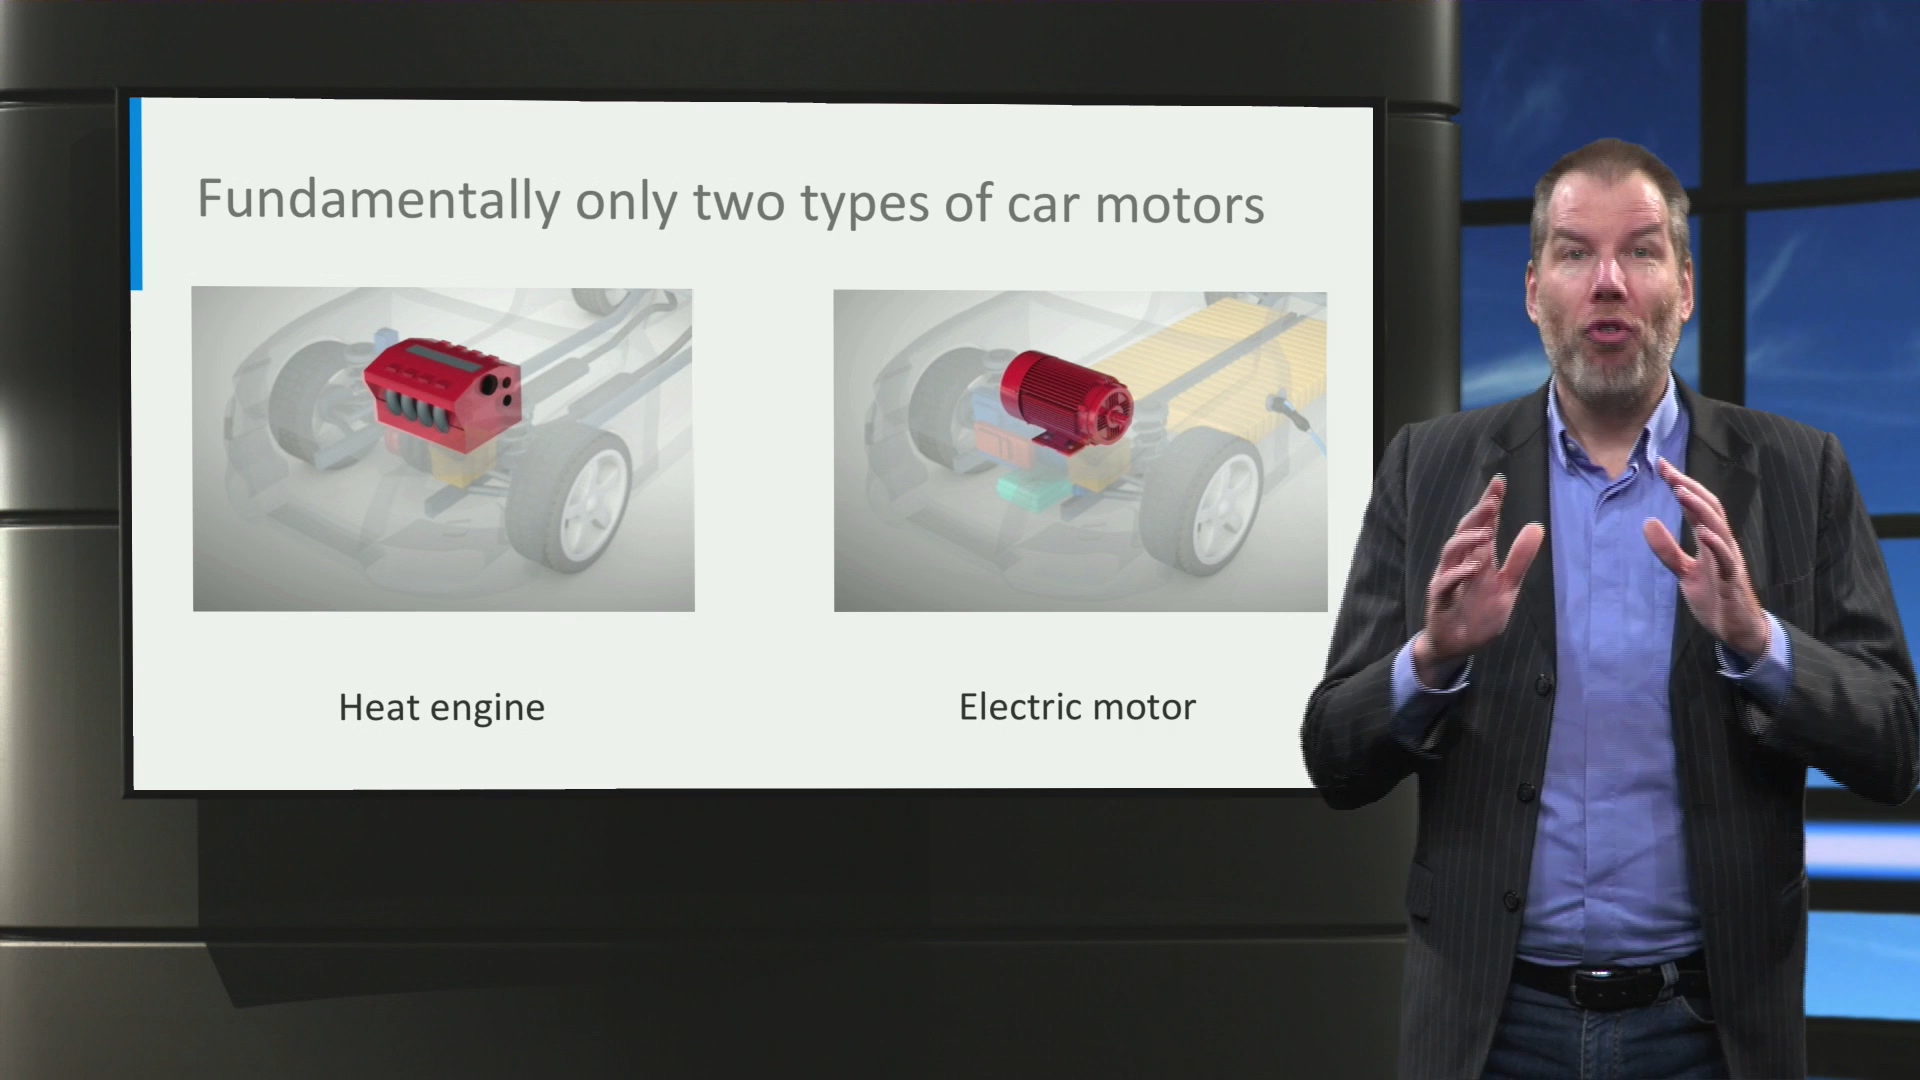 Fundamentally only two types of car motors
Heat engine
Electric motor